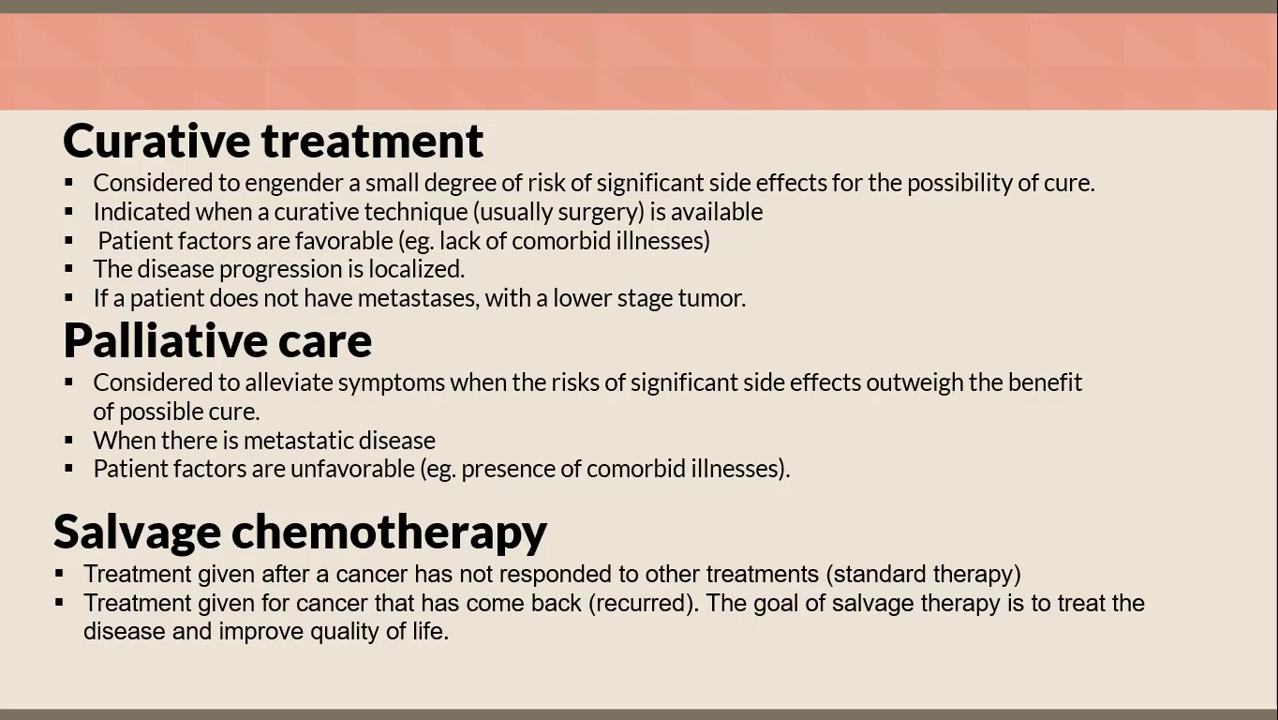 Curative treatment
▪ Considered to engender a small degree of risk of significant side effects for the possibility of cure.
▪ Indicated when a curative technique (usually surgery) is available
▪ Patient factors are favorable (eg. lack of comorbid illnesses)
▪ The disease progression is localized.
▪ If a patient does not have metastases, with a lower stage tumor.
Palliative care
▪ Considered to alleviate symptoms when the risks of significant side effects outweigh the benefit
of possible cure.
▪ When there is metastatic disease
▪ Patient factors are unfavorable (eg. presence of comorbid illnesses).
Salvage chemotherapy
▪ Treatment given after a cancer has not responded to other treatments (standard therapy)
▪ Treatment given for cancer that has come back (recurred). The goal of salvage therapy is to treat the
disease and improve quality of life.